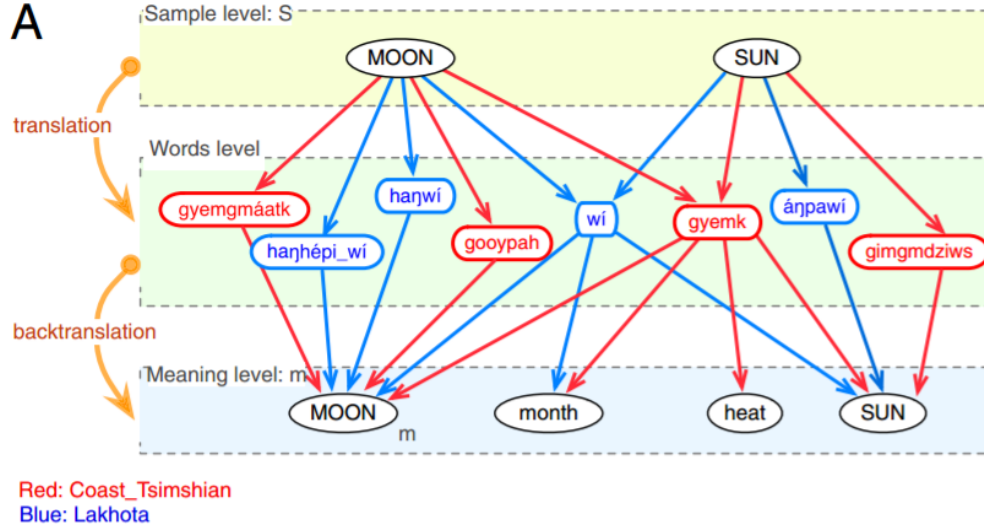 A
Sample level: S
MOON
SUN
translation
Words level
gyemgmáatk
haŋwí
wí
gyemk
áŋpawí
haŋhépi_wí
gooypah
gimgmdziws
backtranslation
Meaning level: m
MOON
month
heat
SUN
m
Red: Coast_Tsimshian
Blue: Lakhota